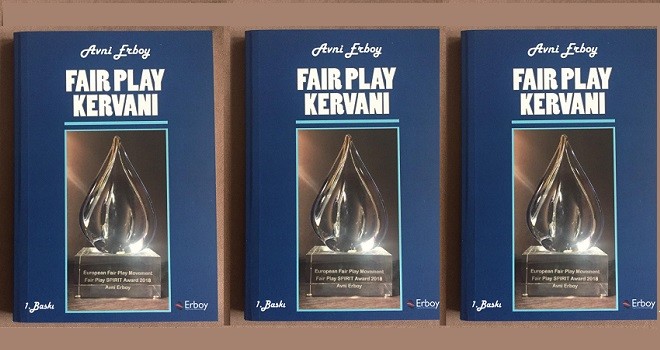 Avni Erboy
FAIR PLAY
KERVANI
European Fair Play Movement
Fair Play SPIRIT Award 2018
Avni Erboy
1. Baskı
Erboy
Avni Erboy
FAIR PLAY
KERVANI
European Fair Play Movement
Fair Play SPIRIT Award 2018
Avni Erboy
1. Baskı
Erboy
Avni Erboy
FAIR PLAY
KERVANI
European Fair Play Movement
Fair Play SPIRIT Award 2018
Avni Erboy
1. Baskı
Erboy